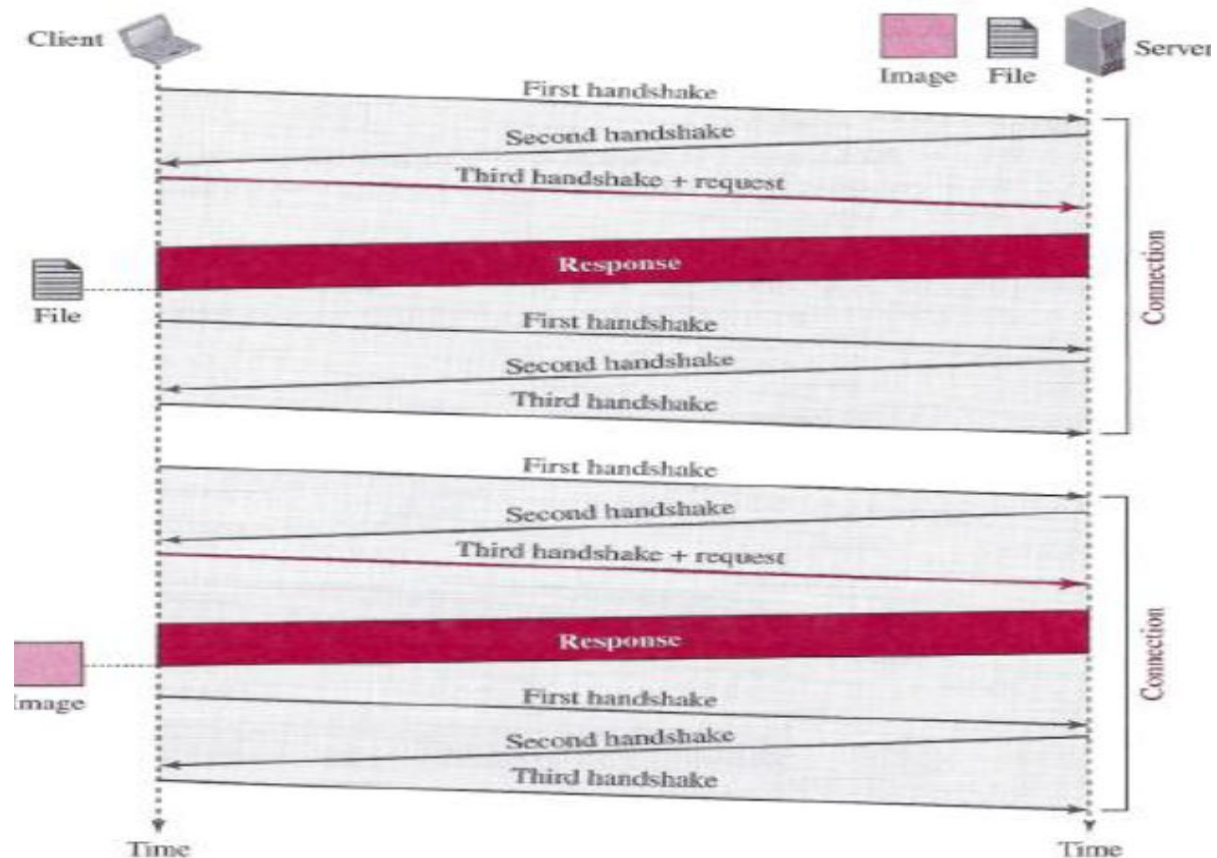 Client
Server
Image
File
First handshake
Second handshake
Third handshake + request
Response
File
First handshake
Second handshake
Third handshake
Connection
First handshake
Second handshake
Third handshake + request
Response
Image
First handshake
Second handshake
Third handshake
Connection
Time
Time